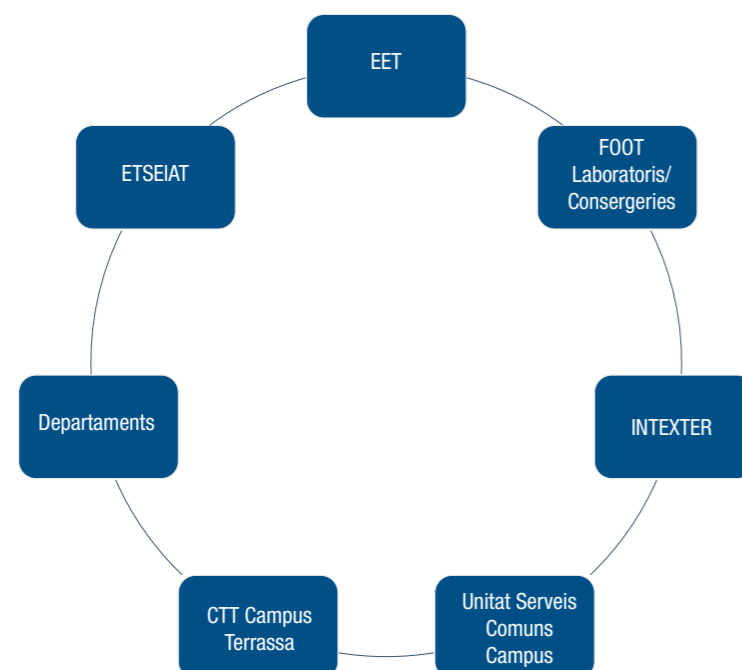 EET
FOOT
Laboratoris/
Consergeries
INTEXTER
Unitat Serveis
Comuns
Campus
CTT Campus
Terrassa
Departaments
ETSEIAT